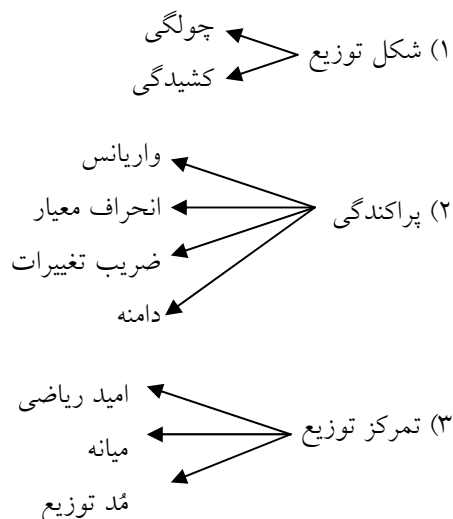 ۱) شکل توزیع
چولگی
کشیدگی
۲) پراکندگی
واریانس
انحراف معیار
ضریب تغییرات
دامنه
۳) تمرکز توزیع
امید ریاضی
میانه
مُد توزیع